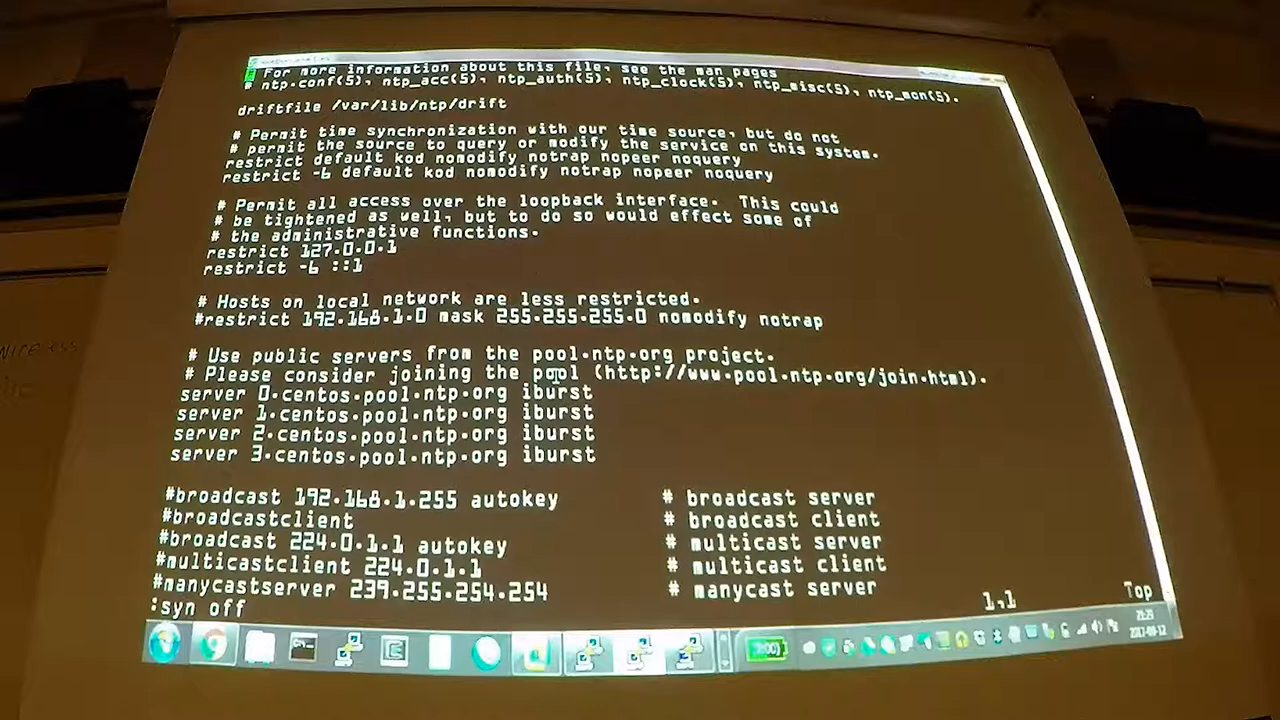 # For more information about this file, see the man pages
# ntp.conf(5), ntp_acc(5), ntp_auth(5), ntp_clock(5), ntp_misc(5), ntp_mon(5).
driftfile /var/lib/ntp/drift
# Permit time synchronization with our time source, but do not
# permit the source to query or modify the service on this system.
restrict default kod nomodify notrap nopeer noquery
restrict -6 default kod nomodify notrap nopeer noquery
# Permit all access over the loopback interface. This could
# be tightened as well, but to do so would effect some of
# the administrative functions.
restrict 127.0.0.1
restrict -6 ::1
# Hosts on local network are less restricted.
#restrict 192.168.1.0 mask 255.255.255.0 nomodify notrap
# Use public servers from the pool.ntp.org project.
# Please consider joining the pool (http://www.pool.ntp.org/join.html).
server 0.centos.pool.ntp.org iburst
server 1.centos.pool.ntp.org iburst
server 2.centos.pool.ntp.org iburst
server 3.centos.pool.ntp.org iburst
#broadcast 192.168.1.255 autokey # broadcast server
#broadcastclient # broadcast client
#broadcast 224.0.1.1 autokey # multicast server
#multicastclient 224.0.1.1 # multicast client
#manycastserver 239.255.254.254 # manycast server
:syn off 1,1 Top